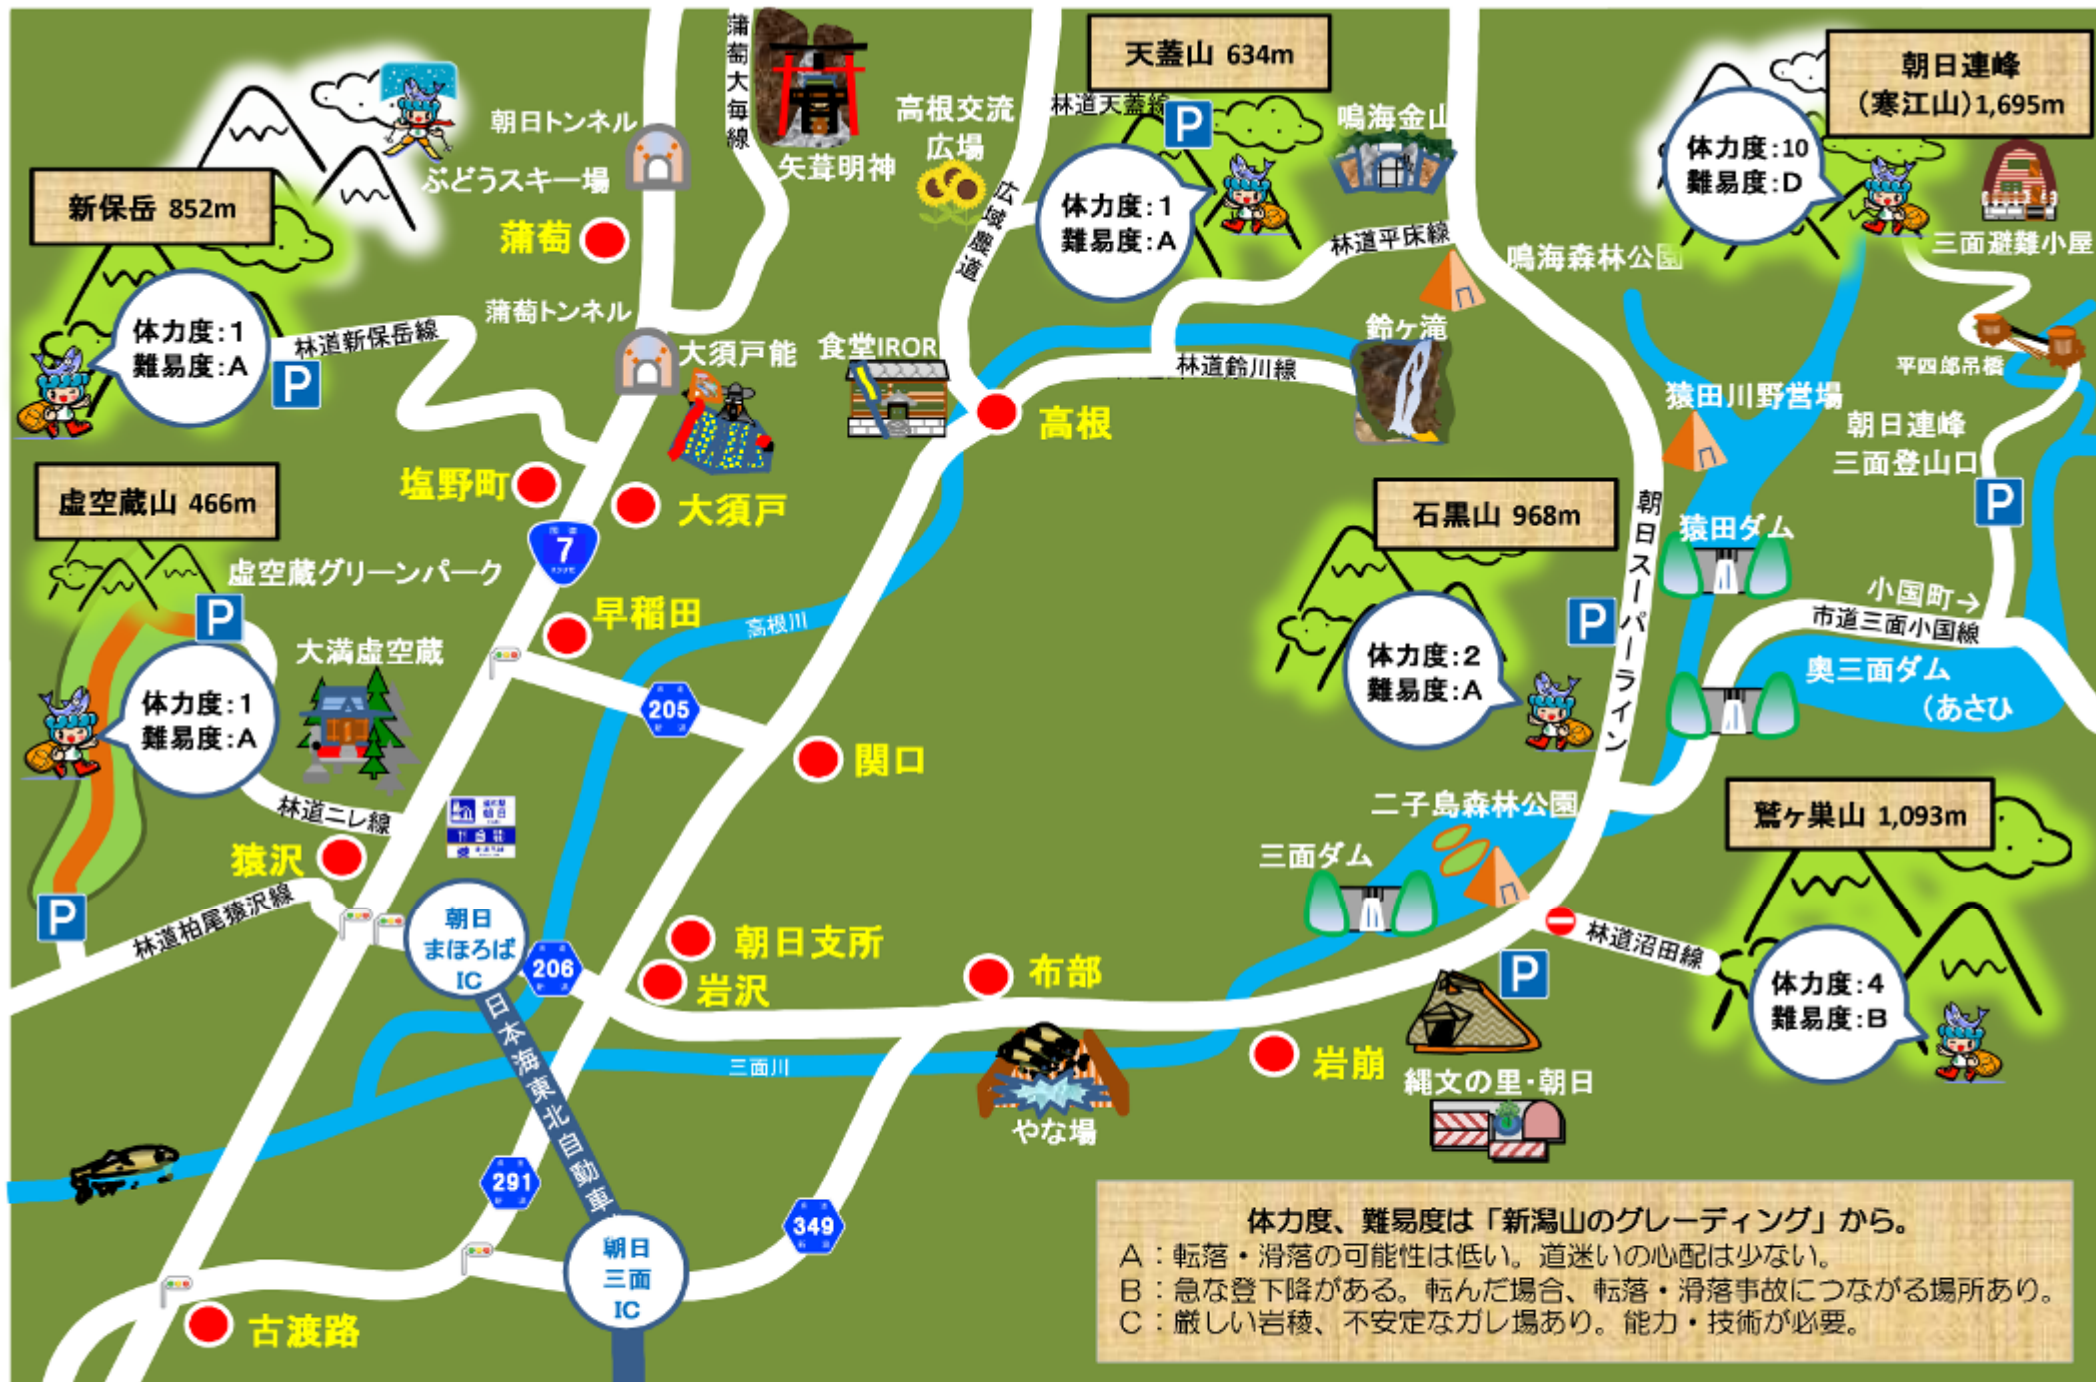 天蓋山 634m
朝日連峰
(寒江山)1,695m
蒲萄大毎線
矢葺明神
朝日トンネル
ぶどうスキー場
蒲萄
高根交流
広場
広域農道
林道天蓋線
P
鳴海金山
体力度:1
難易度:A
体力度:10
難易度:D
三面避難小屋
新保岳 852m
体力度:1
難易度:A
林道新保岳線
P
蒲萄トンネル
大須戸能
食堂IRORI
林道平床線
鳴海森林公園
鈴ヶ滝
林道鈴川線
高根
平四郎吊橋
猿田川野営場
朝日連峰
三面登山口
P
塩野町
大須戸
虚空蔵山 466m
虚空蔵グリーンパーク
P
7
早稲田
高根川
石黒山 968m
P
朝日スーパーライン
猿田ダム
小国町→
市道三面小国線
大満虚空蔵
体力度:1
難易度:A
205
関口
体力度:2
難易度:A
奥三面ダム
(あさひ
林道ニレ線
猿沢
二子島森林公園
三面ダム
鷲ヶ巣山 1,093m
P
林道柏尾猿沢線
朝日
まほろば
IC
206
朝日支所
岩沢
布部
P
林道沼田線
体力度:4
難易度:B
日本海東北自動車
三面川
やな場
岩崩
縄文の里・朝日
291
349
朝日
三面
IC
古渡路
体力度、難易度は「新潟山のグレーディング」から。
A:転落・滑落の可能性は低い。道迷いの心配は少ない。
B:急な登下降がある。転んだ場合、転落・滑落事故につながる場所あり。
C:厳しい岩稜、不安定なガレ場あり。能力・技術が必要。